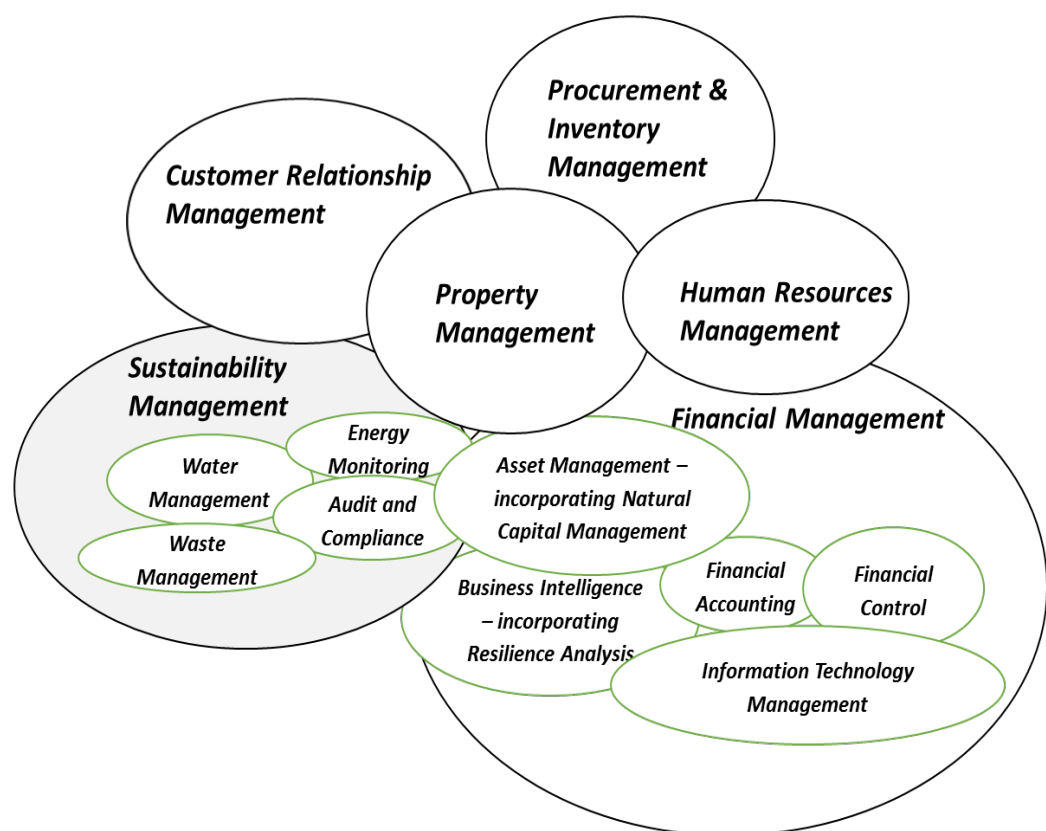 Procurement &
Inventory
Management
Customer Relationship
Management
Property
Management
Human Resources
Management
Sustainability
Management
Financial Management
Energy
Monitoring
Water
Management
Audit and
Compliance
Waste
Management
Asset Management –
incorporating Natural
Capital Management
Business Intelligence
– incorporating
Resilience Analysis
Financial
Accounting
Financial
Control
Information Technology
Management